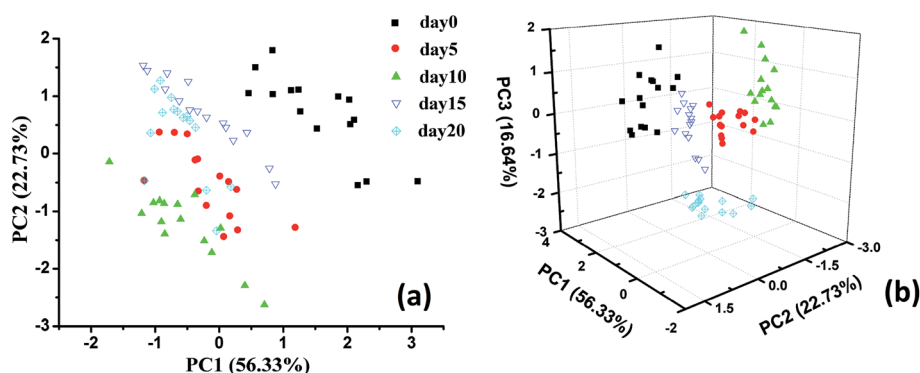 day0
day5
day10
day15
day20
(a)
2
1
0
-1
-2
-3
PC2 (22.73%)
-2
-1
0
1
2
3
PC1 (56.33%)
2
1
0
-1
-2
-3
PC3 (16.64%)
4
2
0
-2
PC1 (56.33%)
1.5
0.0
-1.5
-3.0
PC2 (22.73%)
(b)